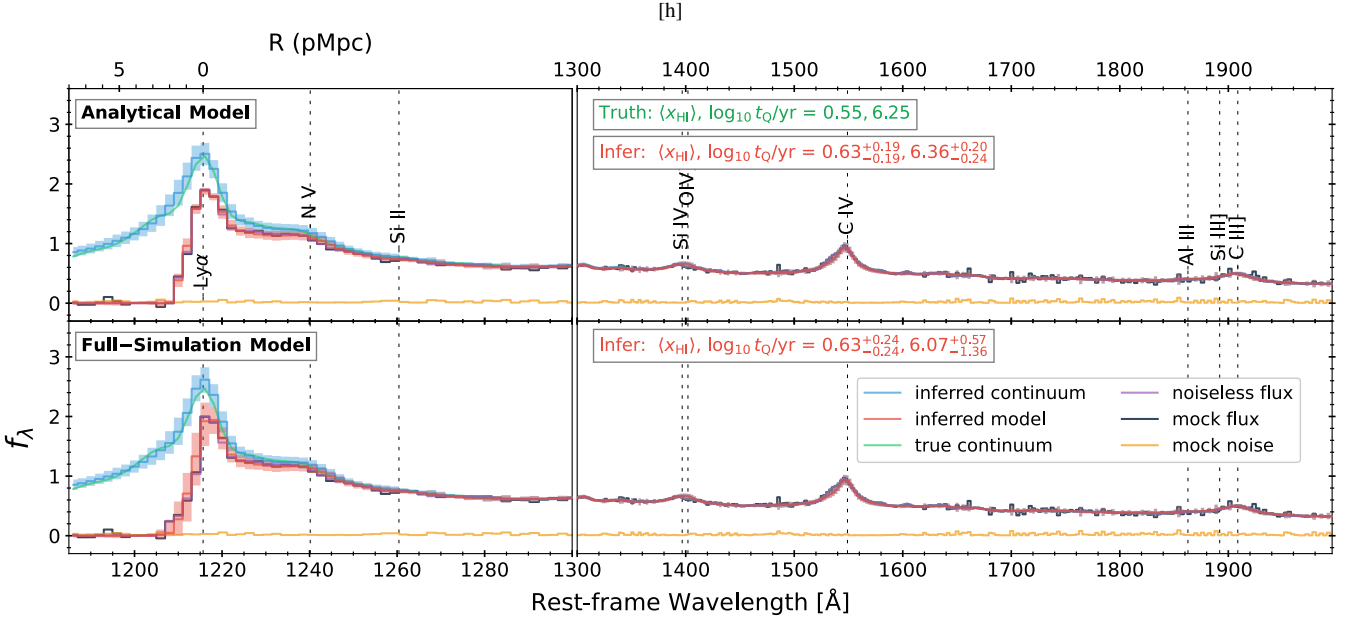 [h]
R (pMpc)
5 0 1300 1400 1500 1600 1700 1800 1900
Analytical Model
Truth: ⟨x_HI⟩, log₁₀ t_Q/yr = 0.55, 6.25
Infer: ⟨x_HI⟩, log₁₀ t_Q/yr = 0.63^{+0.19}_{−0.19}, 6.36^{+0.20}_{−0.24}
3
2
1
0
Lyα
N V
Si II
Si IV
O IV
C IV
Al III
Si III]
C III]
Full−Simulation Model
Infer: ⟨x_HI⟩, log₁₀ t_Q/yr = 0.63^{+0.24}_{−0.24}, 6.07^{+0.57}_{−1.36}
3
2
1
0
f_λ
inferred continuum
inferred model
true continuum
noiseless flux
mock flux
mock noise
1200 1220 1240 1260 1280 1300 1400 1500 1600 1700 1800 1900
Rest-frame Wavelength [Å]